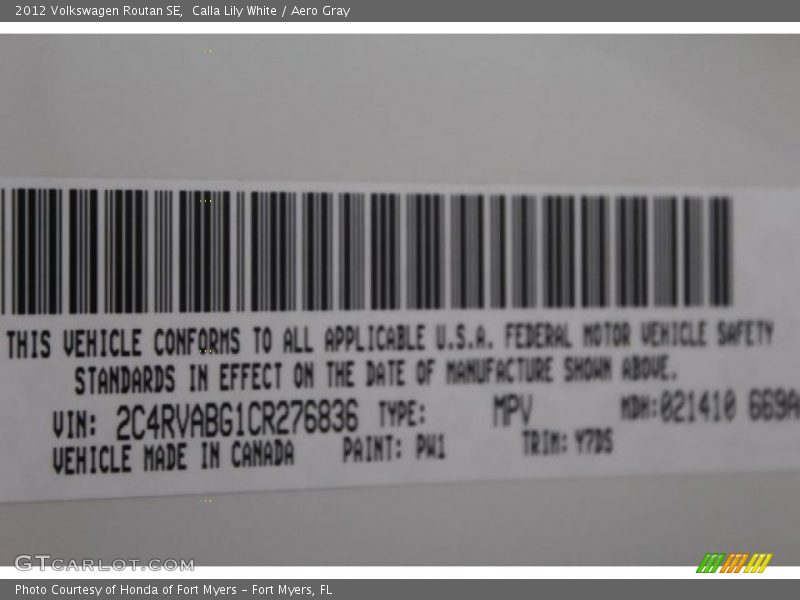 2012 Volkswagen Routan SE,  Calla Lily White / Aero Gray
THIS VEHICLE CONFORMS TO ALL APPLICABLE U.S.A. FEDERAL MOTOR VEHICLE SAFETY
STANDARDS IN EFFECT ON THE DATE OF MANUFACTURE SHOWN ABOVE.
VIN: 2C4RVABG1CR276836 TYPE: MPV MDH:021410 669A
VEHICLE MADE IN CANADA PAINT: PW1 TRIM: Y7DS
GTCARLOT.COM
Photo Courtesy of Honda of Fort Myers - Fort Myers, FL